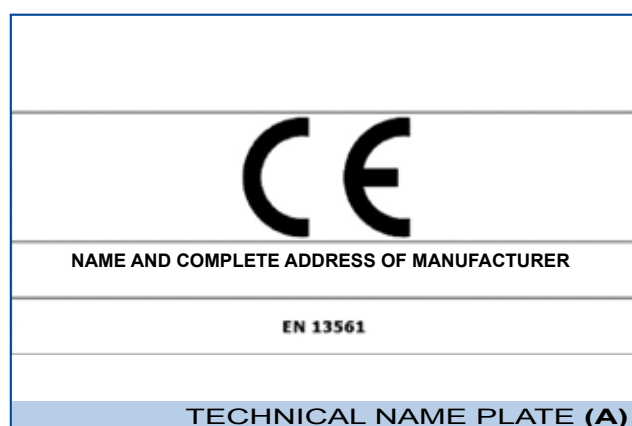 CE
NAME AND COMPLETE ADDRESS OF MANUFACTURER
EN 13561
TECHNICAL NAME PLATE (A)